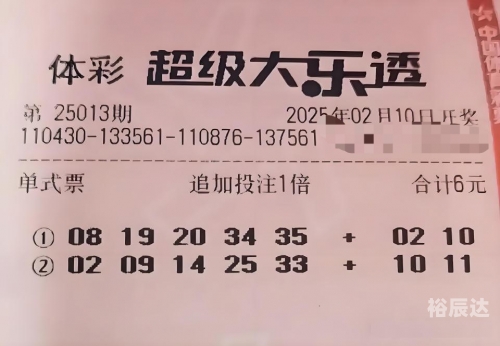 体彩 超级大乐透
第 25013期 2025年02月10日开奖
110430-133561-110876-137561
单式票 追加投注1倍 合计6元
① 08 19 20 34 35 + 02 10
② 02 09 14 25 33 + 10 11
裕辰达